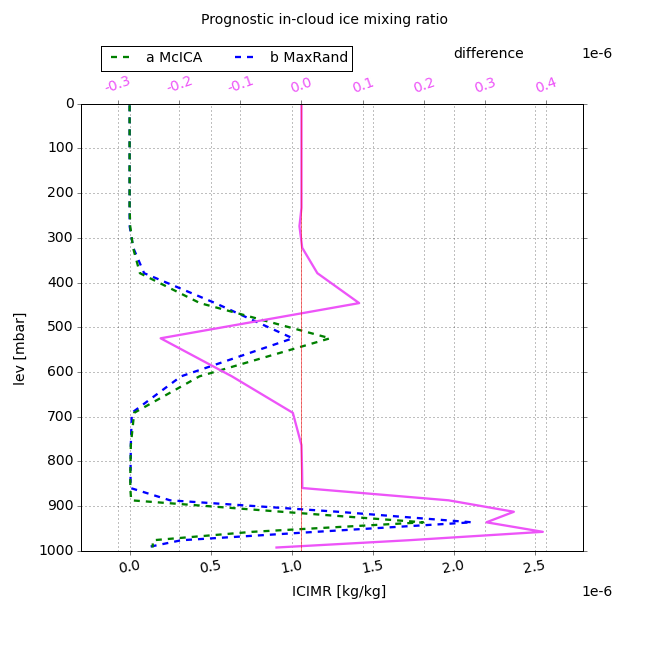 Prognostic in-cloud ice mixing ratio
a McICA b MaxRand difference 1e-6
-0.3 -0.2 -0.1 0.0 0.1 0.2 0.3 0.4
0
100
200
300
400
500
600
700
800
900
1000
lev [mbar]
0.0 0.5 1.0 1.5 2.0 2.5
ICIMR [kg/kg] 1e-6